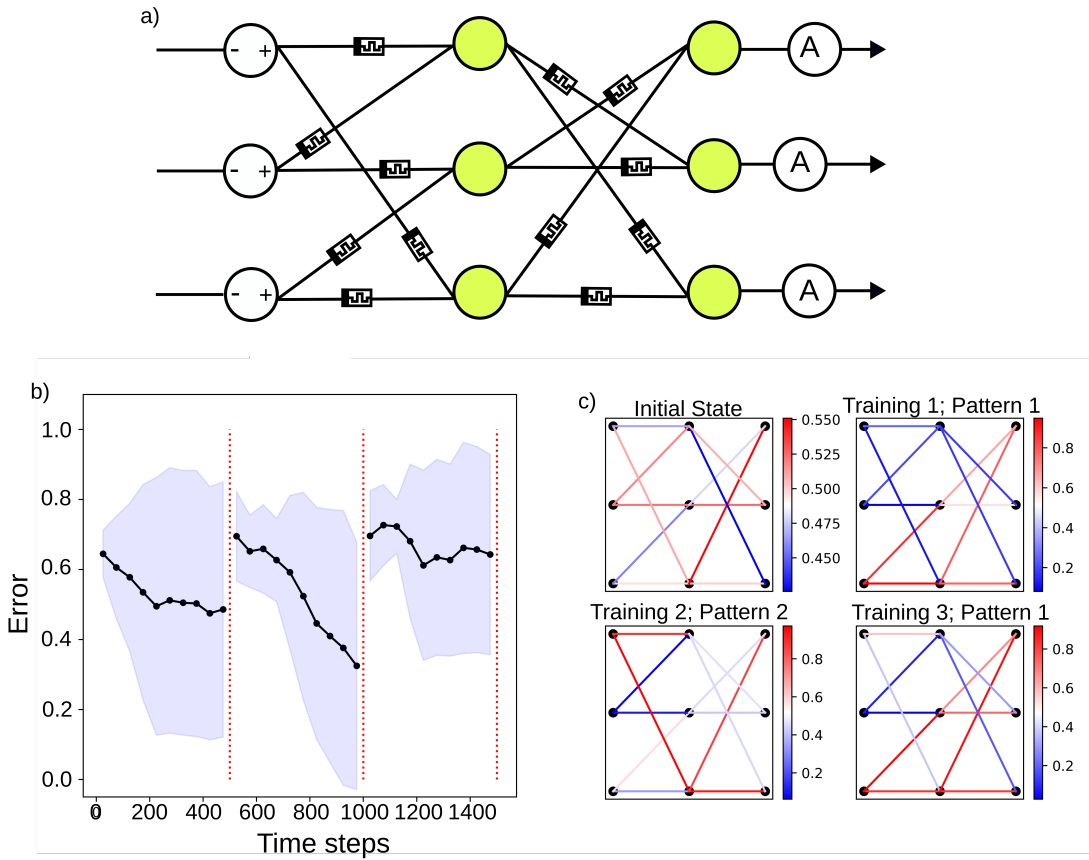 a)
- +
A
- +
A
- +
A
b)
1.0
0.8
0.6
0.4
0.2
0.0
Error
0 200 400 600 800 1000 1200 1400
Time steps
c)
Initial State
0.550
0.525
0.500
0.475
0.450
Training 1; Pattern 1
0.8
0.6
0.4
0.2
Training 2; Pattern 2
0.8
0.6
0.4
0.2
Training 3; Pattern 1
0.8
0.6
0.4
0.2